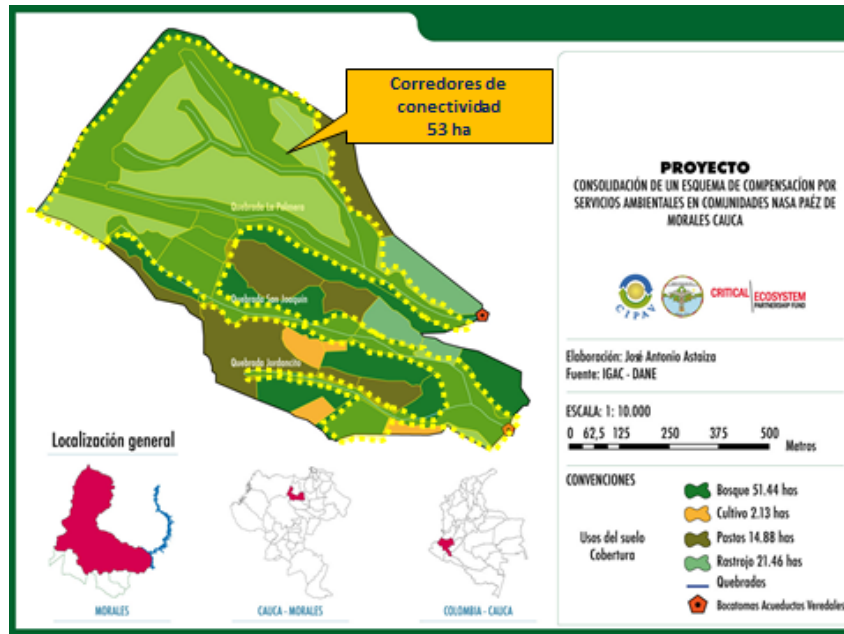 Corredores de
conectividad
53 ha
Quebrada La Palmera
Quebrada San Joaquín
Quebrada Jordancito
PROYECTO
CONSOLIDACIÓN DE UN ESQUEMA DE COMPENSACÍON POR
SERVICIOS AMBIENTALES EN COMUNIDADES NASA PAÉZ DE
MORALES CAUCA
CIPAV
CRITICAL ECOSYSTEM
PARTNERSHIP FUND
Elaboración: José Antonio Astaiza
Fuente: IGAC - DANE
ESCALA: 1: 10.000
0 62,5 125 250 375 500
Metros
CONVENCIONES
Usos del suelo
Cobertura
Bosque 51.44 has
Cultivo 2.13 has
Pastos 14.88 has
Rastrojo 21.46 has
Quebradas
Bocatomas Acueductos Veredales
Localización general
MORALES
CAUCA - MORALES
COLOMBIA - CAUCA